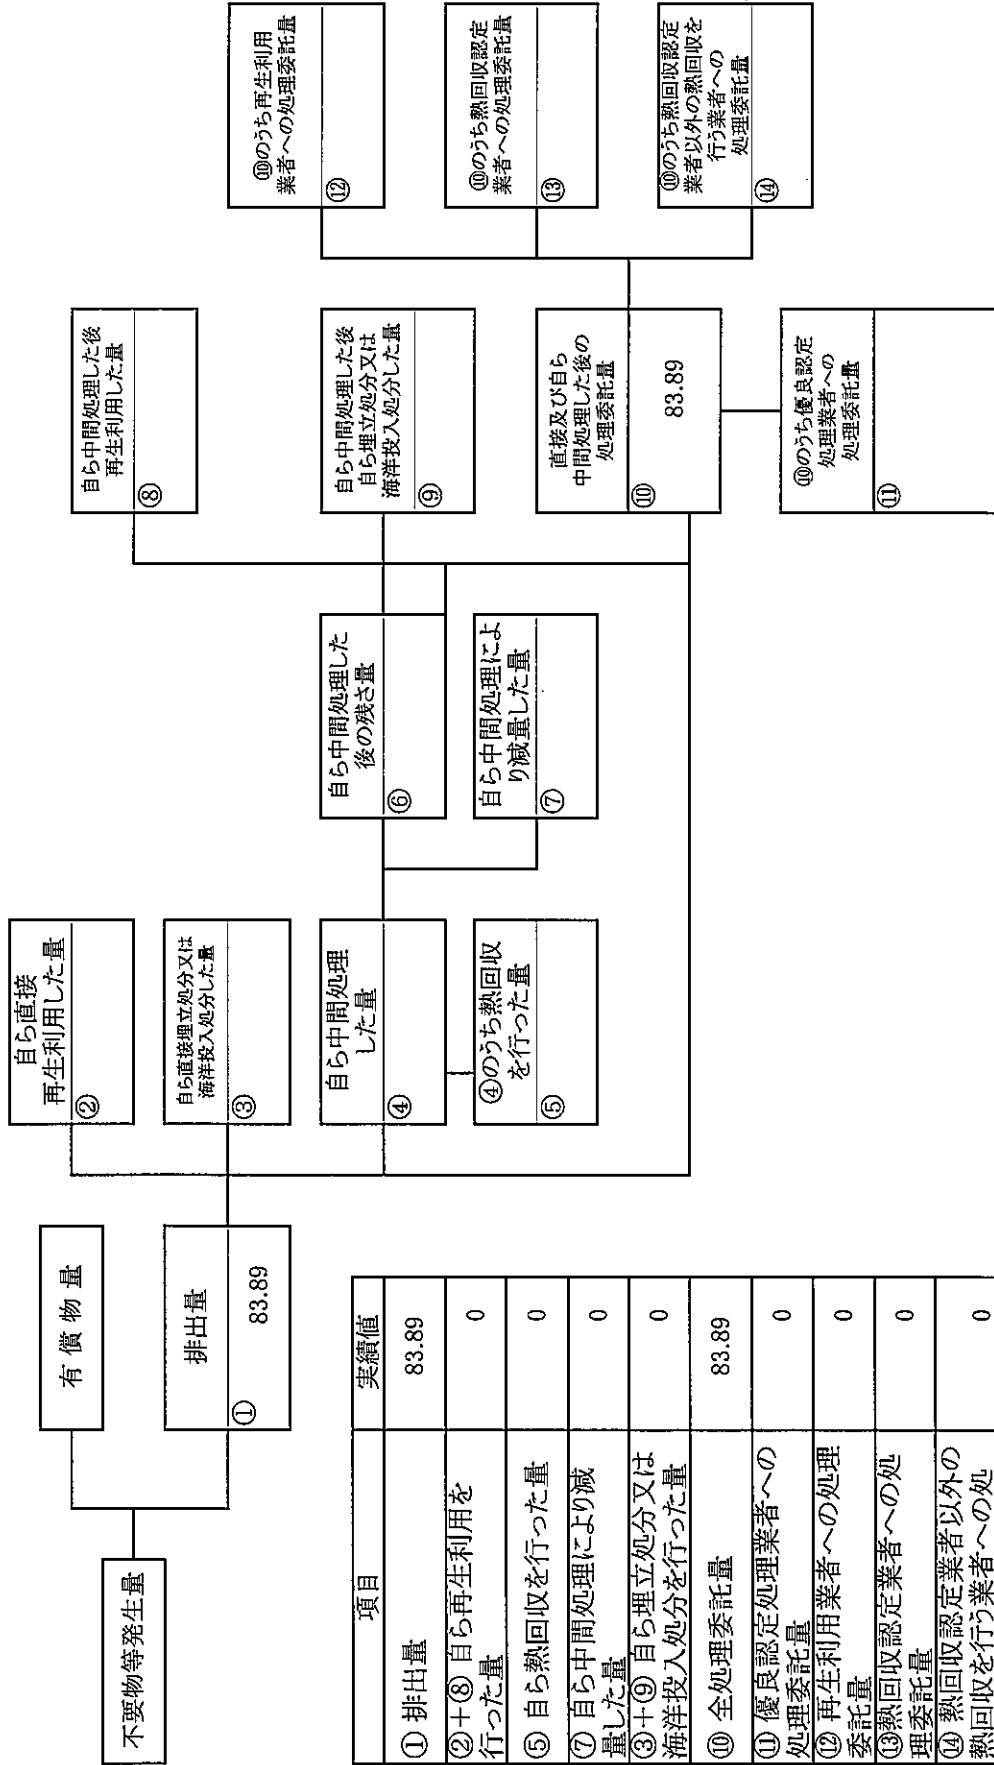 不要物等発生量
有償物量
排出量
①
83.89
自ら直接
再生利用した量
②
自ら直接埋立処分又は
海洋投入処分した量
③
自ら中間処理
した量
④
④のうち熱回収
を行った量
⑤
自ら中間処理した
後の残さ量
⑥
自ら中間処理によ
り減量した量
⑦
自ら中間処理した後
再生利用した量
⑧
自ら中間処理した後
自ら埋立処分又は
海洋投入処分した量
⑨
直接及び自ら
中間処理した後の
処理委託量
⑩
83.89
⑩のうち優良認定
処理業者への
処理委託量
⑪
⑩のうち再生利用
業者への処理委託量
⑫
⑩のうち熱回収認定
業者への処理委託量
⑬
⑩のうち熱回収認定
業者以外の熱回収を
行う業者への
処理委託量
⑭
項目 実績値
① 排出量 83.89
②+⑧ 自ら再生利用を
行った量 0
⑤ 自ら熱回収を行った量 0
⑦ 自ら中間処理により減
量した量 0
③+⑨ 自ら埋立処分又は
海洋投入処分を行った量 0
⑩ 全処理委託量 83.89
⑪ 優良認定処理業者への
処理委託量 0
⑫ 再生利用業者への処理
委託量 0
⑬熱回収認定業者への処
理委託量 0
⑭ 熱回収認定業者以外の
熱回収を行う業者への処 0